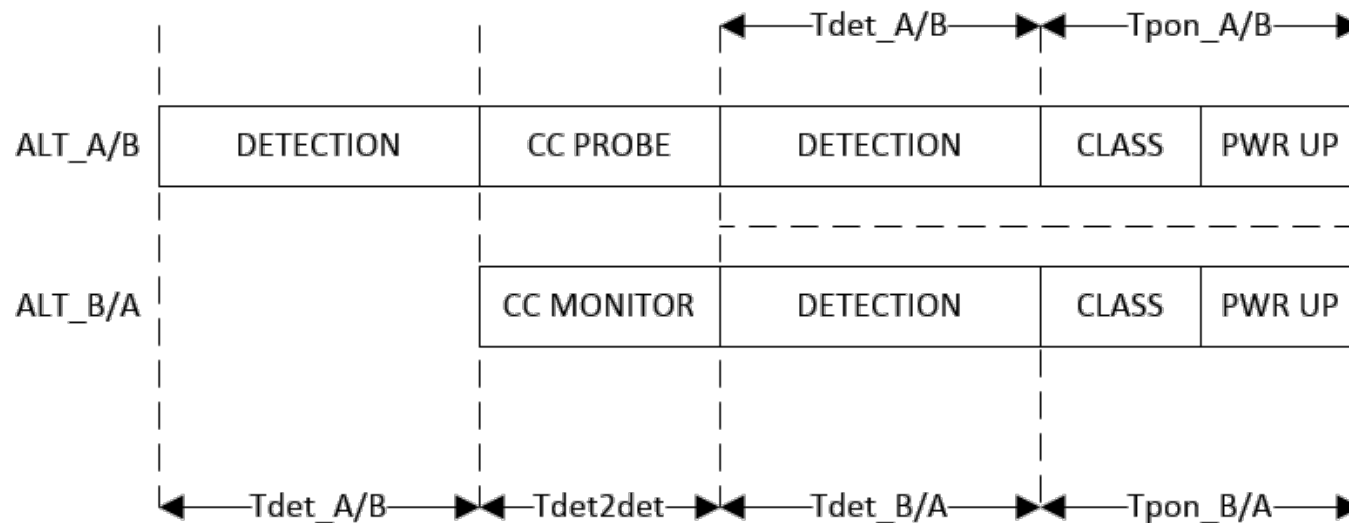 Tdet_A/B Tpon_A/B
ALT_A/B DETECTION CC PROBE DETECTION CLASS PWR UP
ALT_B/A CC MONITOR DETECTION CLASS PWR UP
Tdet_A/B Tdet2det Tdet_B/A Tpon_B/A